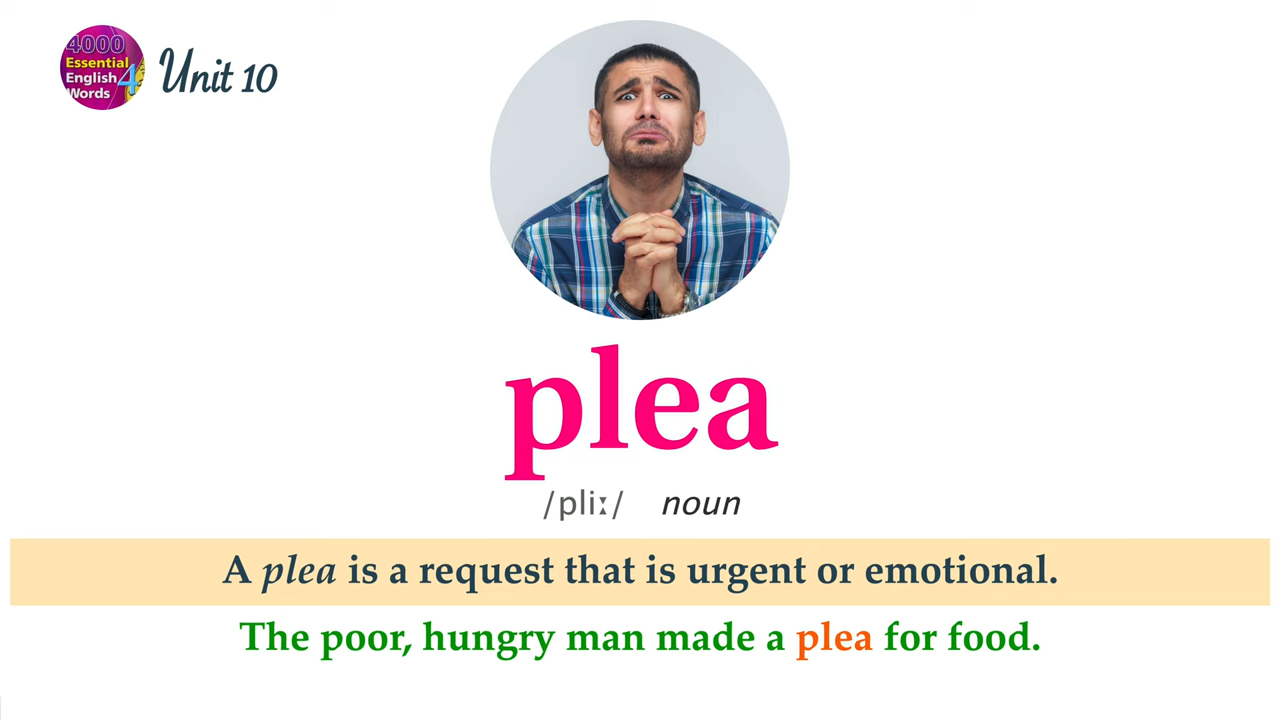 4000
Essential
English
Words 4
Unit 10
plea
/pliː/ noun
A plea is a request that is urgent or emotional.
The poor, hungry man made a plea for food.